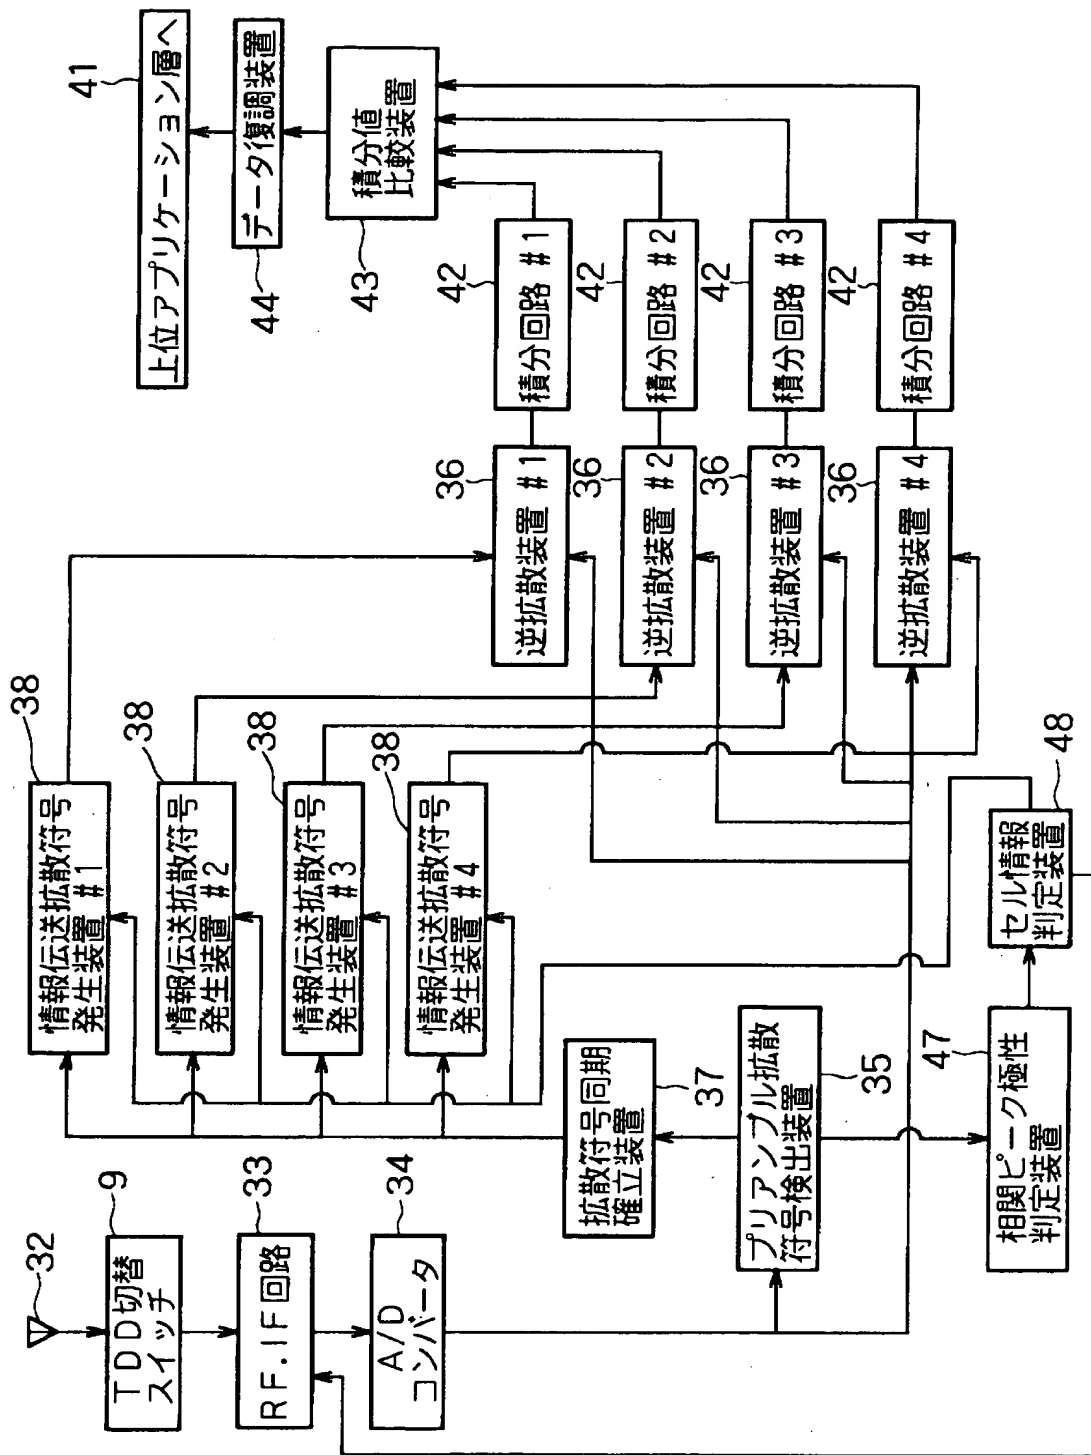 32
9
TDD切替
スイッチ
33
RF.IF回路
34
A/D
コンバータ
38
情報伝送拡散符号
発生装置 #1
38
情報伝送拡散符号
発生装置 #2
38
情報伝送拡散符号
発生装置 #3
38
情報伝送拡散符号
発生装置 #4
拡散符号同期
確立装置
37
プリアンブル拡散
符号検出装置
35
相関ピーク極性
判定装置
47
セル情報
判定装置
48
36
逆拡散装置 #1
36
逆拡散装置 #2
36
逆拡散装置 #3
36
逆拡散装置 #4
42
積分回路 #1
42
積分回路 #2
42
積分回路 #3
42
積分回路 #4
積分値
比較装置
43
データ復調装置
44
上位アプリケーション層へ
41